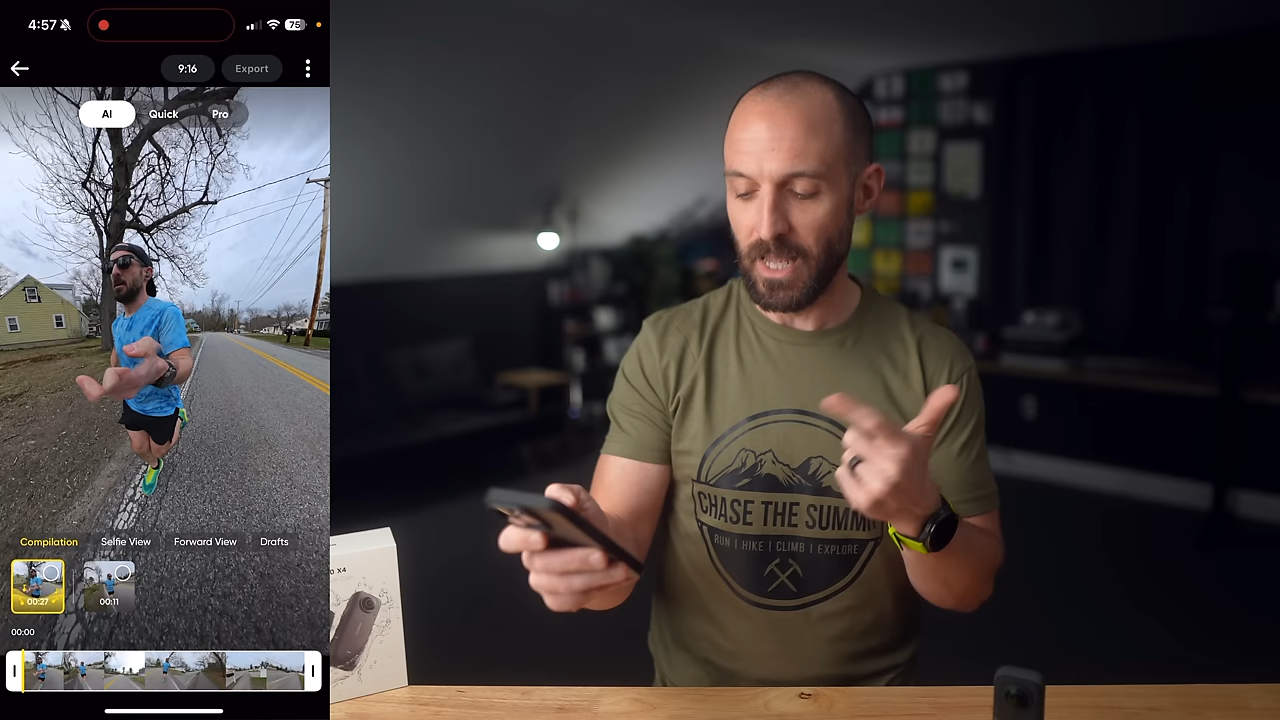 4:57
75
9:16
Export
AI
Quick
Pro
Compilation
Selfie View
Forward View
Drafts
00:27
00:11
00:00
X4
CHASE THE SUMM
RUN | HIKE | CLIMB | EXPLORE